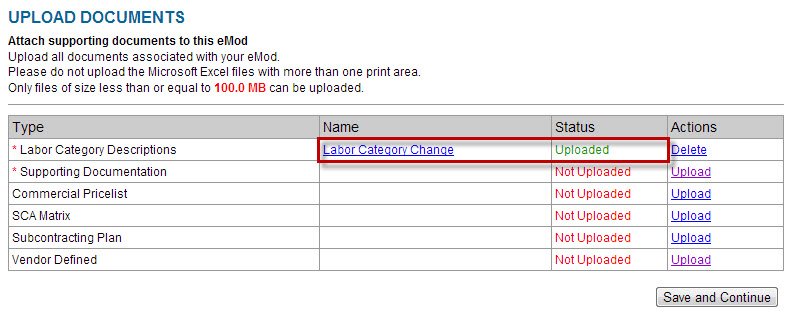 UPLOAD DOCUMENTS
Attach supporting documents to this eMod
Upload all documents associated with your eMod.
Please do not upload the Microsoft Excel files with more than one print area.
Only files of size less than or equal to 100.0 MB can be uploaded.
Type Name Status Actions
* Labor Category Descriptions Labor Category Change Uploaded Delete
* Supporting Documentation Not Uploaded Upload
Commercial Pricelist Not Uploaded Upload
SCA Matrix Not Uploaded Upload
Subcontracting Plan Not Uploaded Upload
Vendor Defined Not Uploaded Upload
Save and Continue